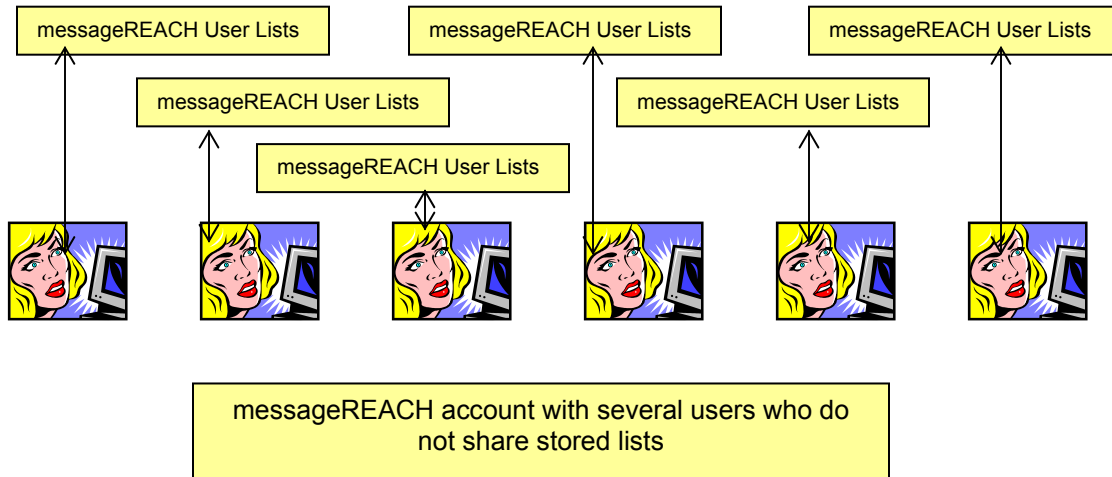 messageREACH User Lists
messageREACH User Lists
messageREACH User Lists
messageREACH User Lists
messageREACH User Lists
messageREACH User Lists
messageREACH account with several users who do
not share stored lists